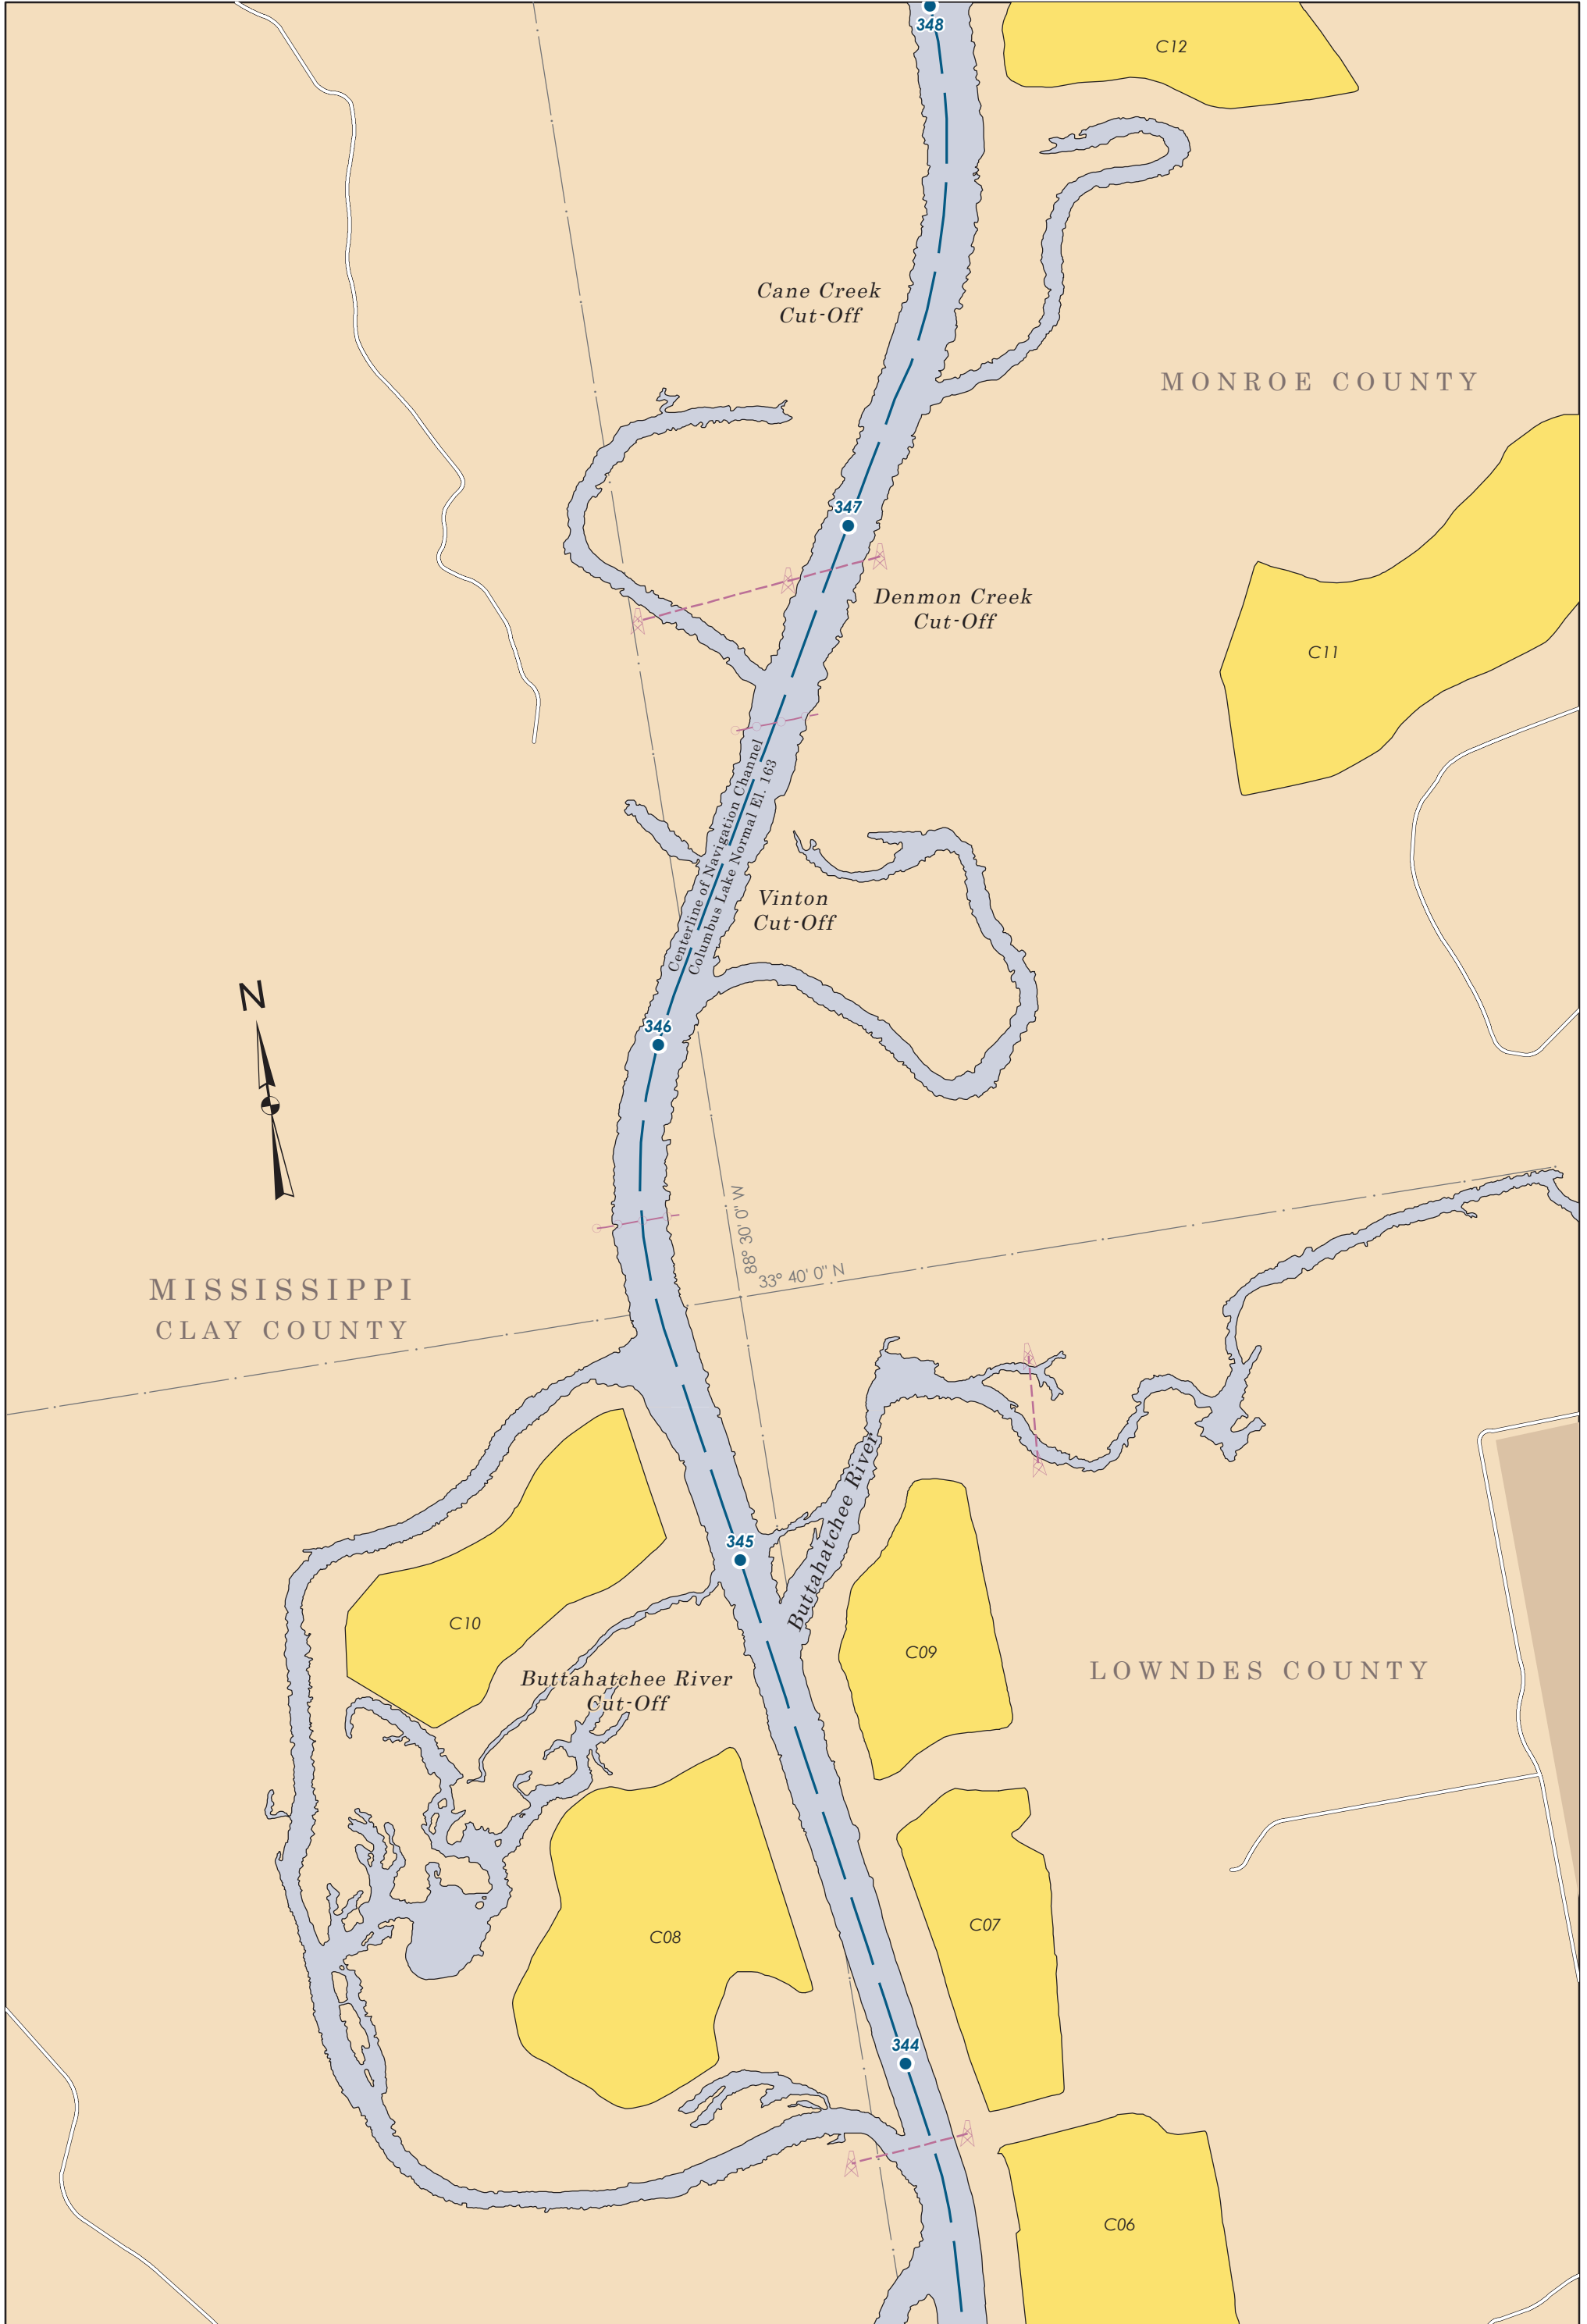 348
C12
Cane Creek
Cut-Off
MONROE COUNTY
347
Denmon Creek
Cut-Off
C11
Centerline of Navigation Channel
Columbus Lake Normal El. 163
Vinton
Cut-Off
N
346
88° 30' 0" W
33° 40' 0" N
MISSISSIPPI
CLAY COUNTY
Buttahatchee River
345
C10
C09
Buttahatchee River
Cut-Off
LOWNDES COUNTY
C08
C07
344
C06